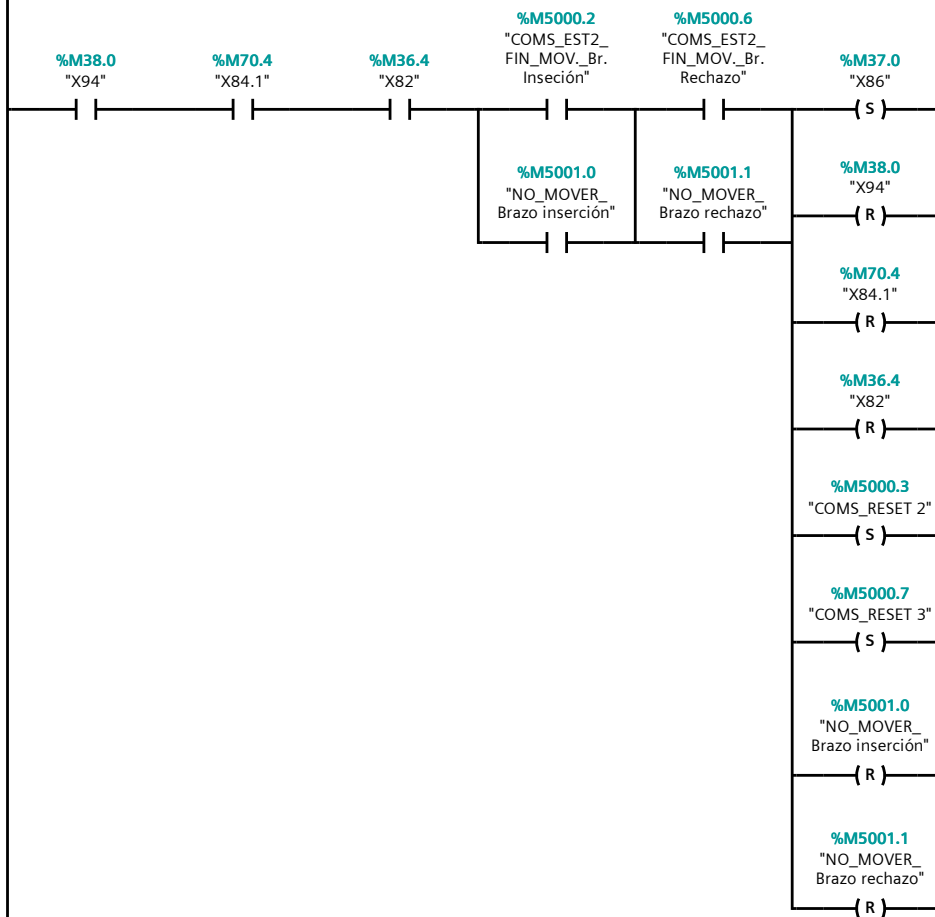 %M38.0
"X94"
%M70.4
"X84.1"
%M36.4
"X82"
%M5000.2
"COMS_EST2_
FIN_MOV._Br.
Inseción"
%M5000.6
"COMS_EST2_
FIN_MOV._Br.
Rechazo"
%M37.0
"X86"
S
%M5001.0
"NO_MOVER_
Brazo inserción"
%M5001.1
"NO_MOVER_
Brazo rechazo"
%M38.0
"X94"
R
%M70.4
"X84.1"
R
%M36.4
"X82"
R
%M5000.3
"COMS_RESET 2"
S
%M5000.7
"COMS_RESET 3"
S
%M5001.0
"NO_MOVER_
Brazo inserción"
R
%M5001.1
"NO_MOVER_
Brazo rechazo"
R